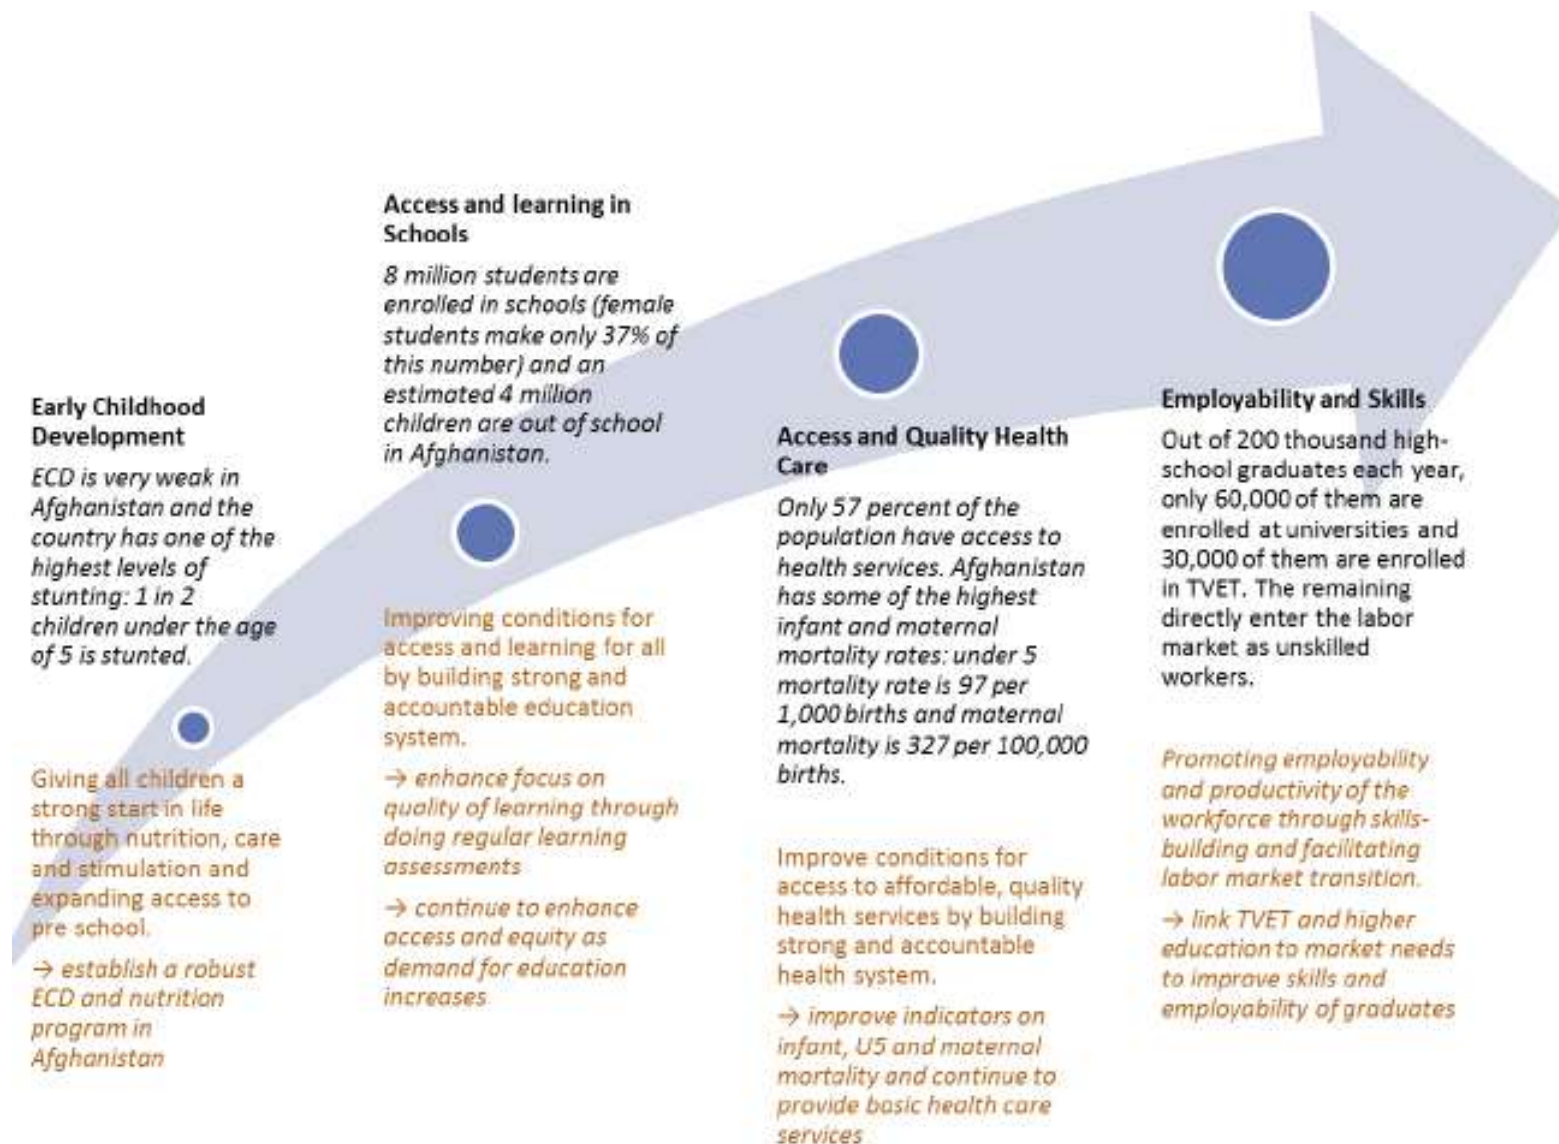 Early Childhood
Development
ECD is very weak in
Afghanistan and the
country has one of the
highest levels of
stunting: 1 in 2
children under the age
of 5 is stunted.
Giving all children a
strong start in life
through nutrition, care
and stimulation and
expanding access to
pre school.
→ establish a robust
ECD and nutrition
program in
Afghanistan
Access and learning in
Schools
8 million students are
enrolled in schools (female
students make only 37% of
this number) and an
estimated 4 million
children are out of school
in Afghanistan.
Improving conditions for
access and learning for all
by building strong and
accountable education
system.
→ enhance focus on
quality of learning through
doing regular learning
assessments
→ continue to enhance
access and equity as
demand for education
increases
Access and Quality Health
Care
Only 57 percent of the
population have access to
health services. Afghanistan
has some of the highest
infant and maternal
mortality rates: under 5
mortality rate is 97 per
1,000 births and maternal
mortality is 327 per 100,000
births.
Improve conditions for
access to affordable, quality
health services by building
strong and accountable
health system.
→ improve indicators on
infant, U5 and maternal
mortality and continue to
provide basic health care
services
Employability and Skills
Out of 200 thousand high-
school graduates each year,
only 60,000 of them are
enrolled at universities and
30,000 of them are enrolled
in TVET. The remaining
directly enter the labor
market as unskilled
workers.
Promoting employability
and productivity of the
workforce through skills-
building and facilitating
labor market transition.
→ link TVET and higher
education to market needs
to improve skills and
employability of graduates